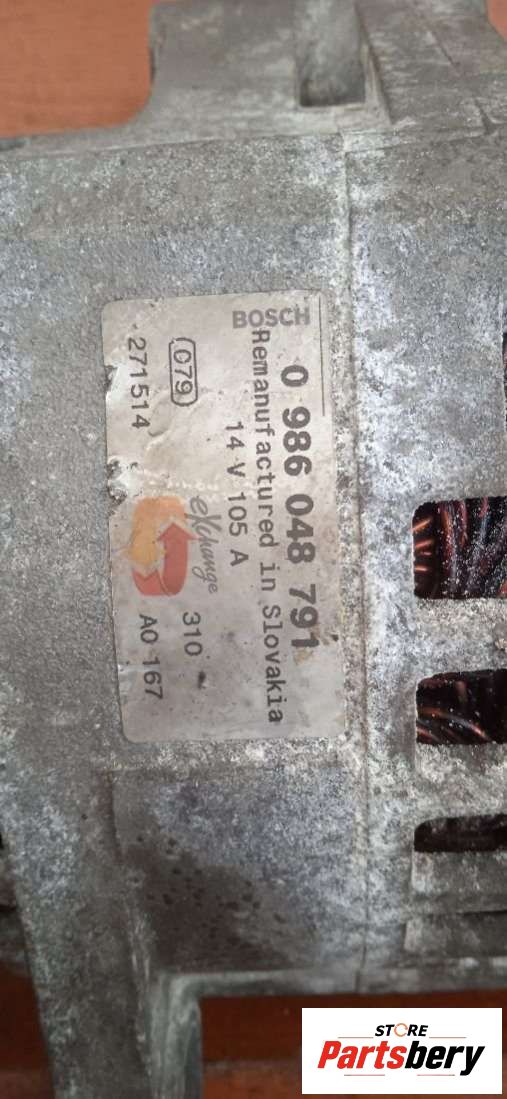 BOSCH
0 986 048 791
Remanufactured in Slovakia
14 V 105 A
eXchange
079
310
271514
A0 167
STORE
Partsbery